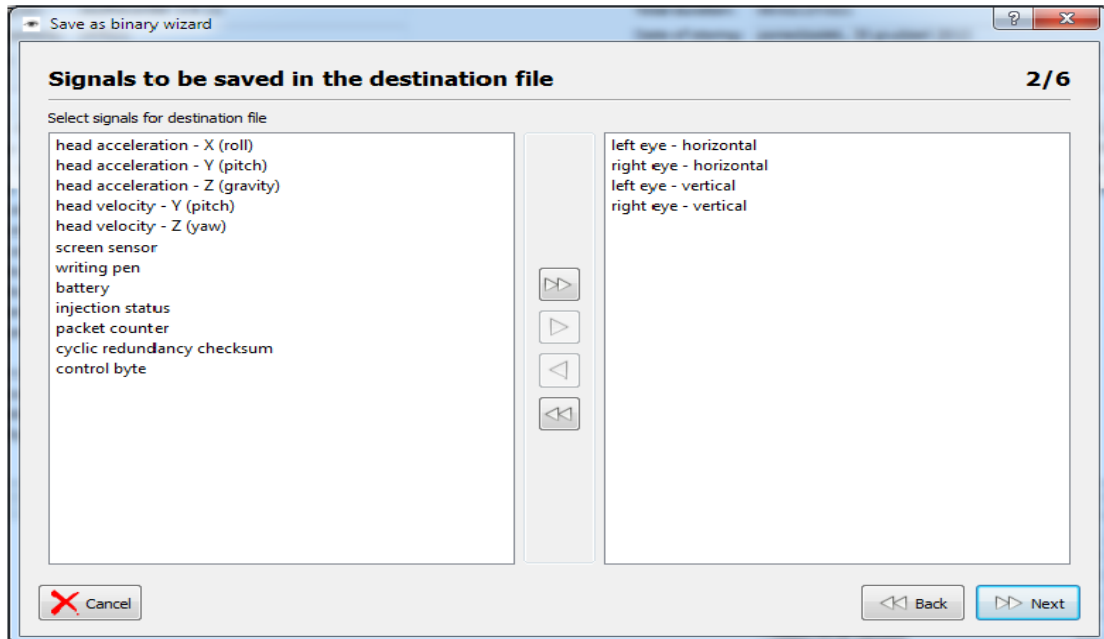 Save as binary wizard
Signals to be saved in the destination file 2/6
Select signals for destination file
head acceleration - X (roll)
head acceleration - Y (pitch)
head acceleration - Z (gravity)
head velocity - Y (pitch)
head velocity - Z (yaw)
screen sensor
writing pen
battery
injection status
packet counter
cyclic redundancy checksum
control byte
left eye - horizontal
right eye - horizontal
left eye - vertical
right eye - vertical
Cancel
Back
Next